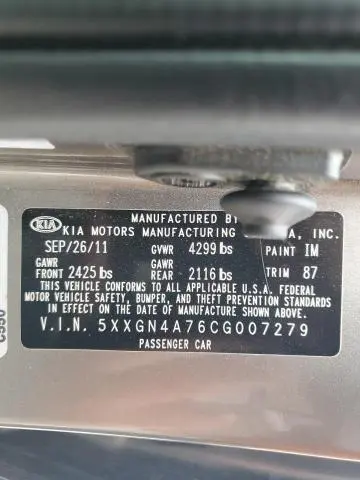 MANUFACTURED BY
KIA KIA MOTORS MANUFACTURING A, INC.
SEP/26/11 GVWR 4299 lbs PAINT IM
GAWR GAWR
FRONT 2425 lbs REAR 2116 lbs TRIM 87
THIS VEHICLE CONFORMS TO ALL APPLICABLE U.S.A. FEDERAL
MOTOR VEHICLE SAFETY, BUMPER, AND THEFT PREVENTION STANDARDS
IN EFFECT ON THE DATE OF MANUFACTURE SHOWN ABOVE.
V.I.N. 5XXGN4A76CG007279
PASSENGER CAR